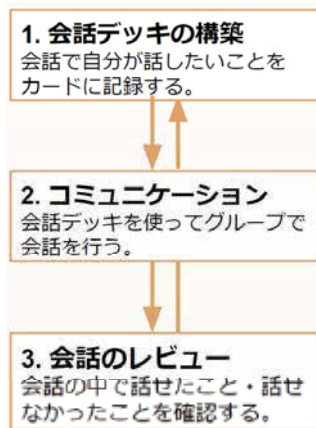 1. 会話デッキの構築
会話で自分が話したいことを
カードに記録する。
2. コミュニケーション
会話デッキを使ってグループで
会話を行う。
3. 会話のレビュー
会話の中で話せたこと・話せ
なかったことを確認する。